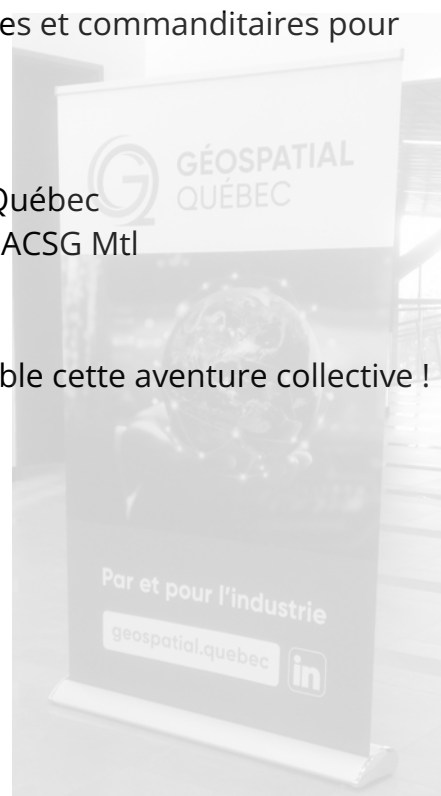 es et commanditaires pour
GÉOSPATIAL
QUÉBEC
Québec
ACSG Mtl
ble cette aventure collective !
Par et pour l'industrie
geospatial.quebec
in